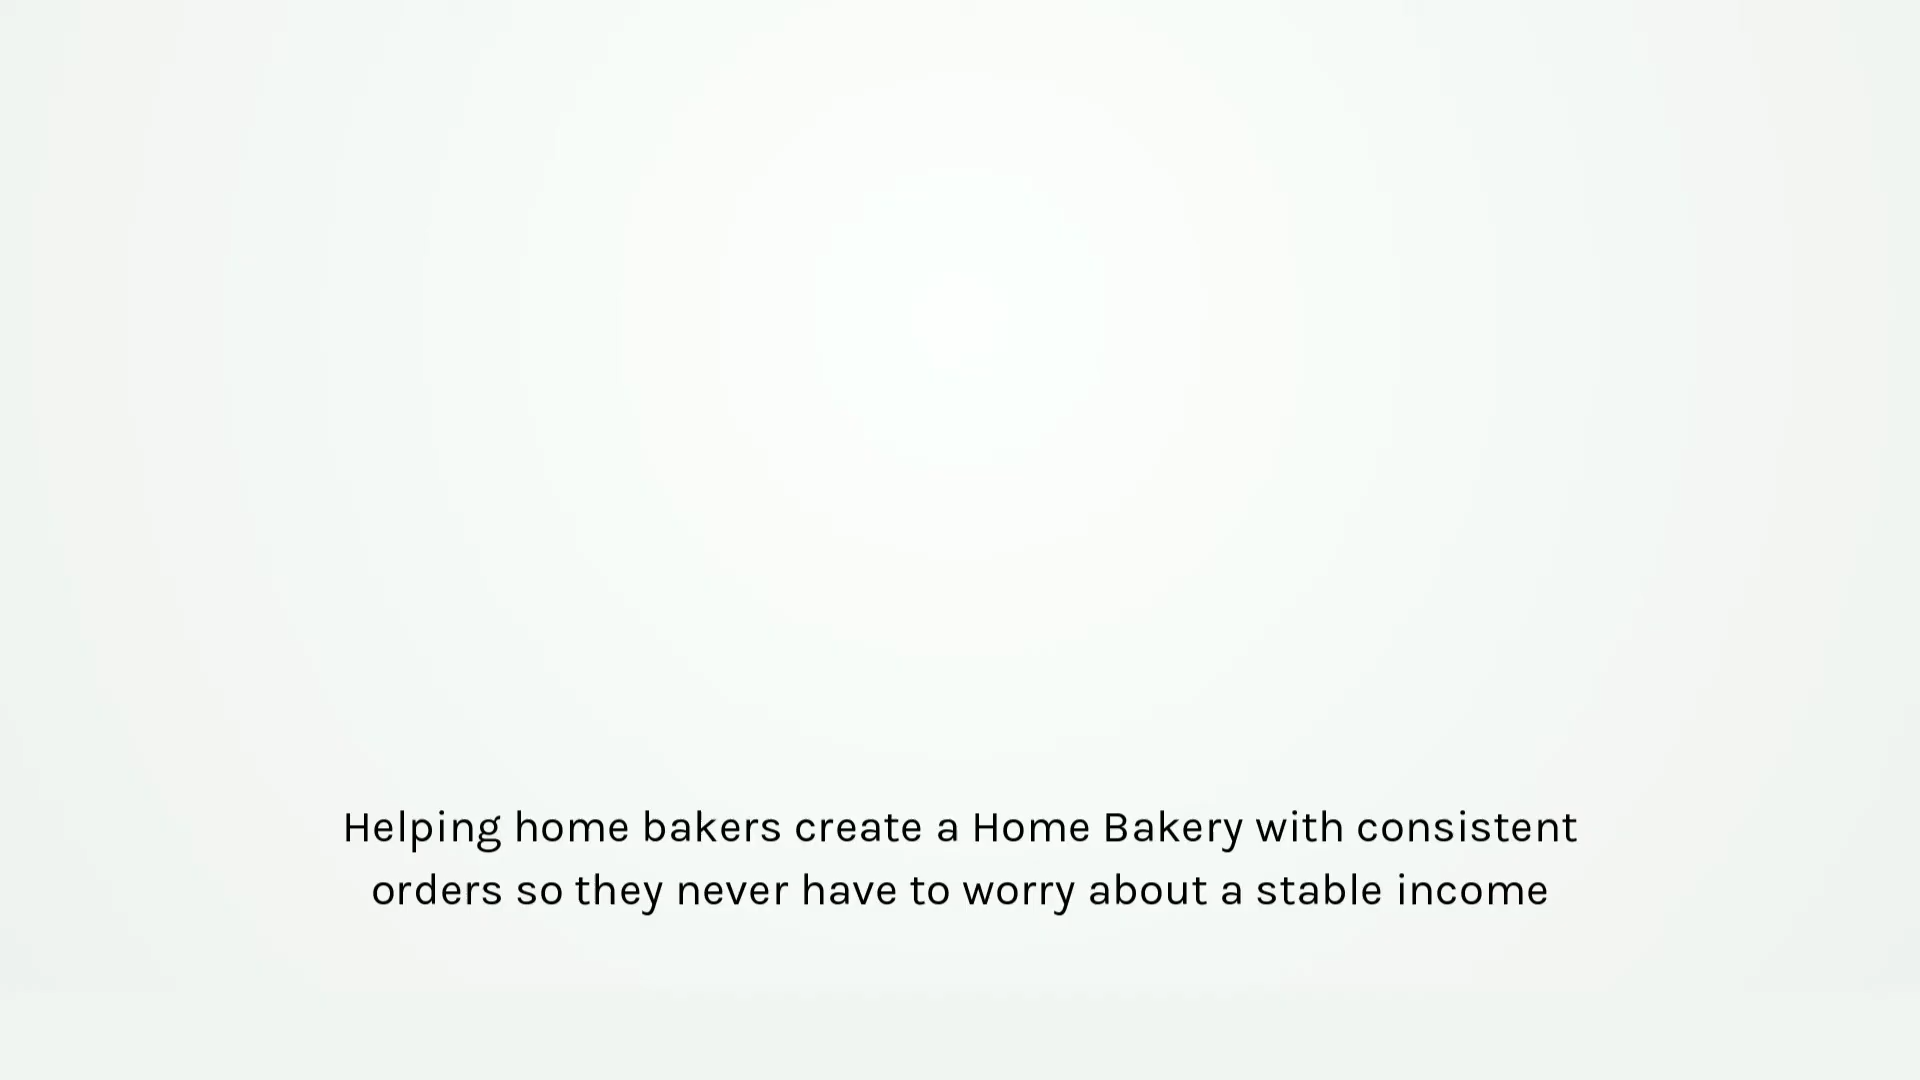 Helping home bakers create a Home Bakery with consistent
orders so they never have to worry about a stable income